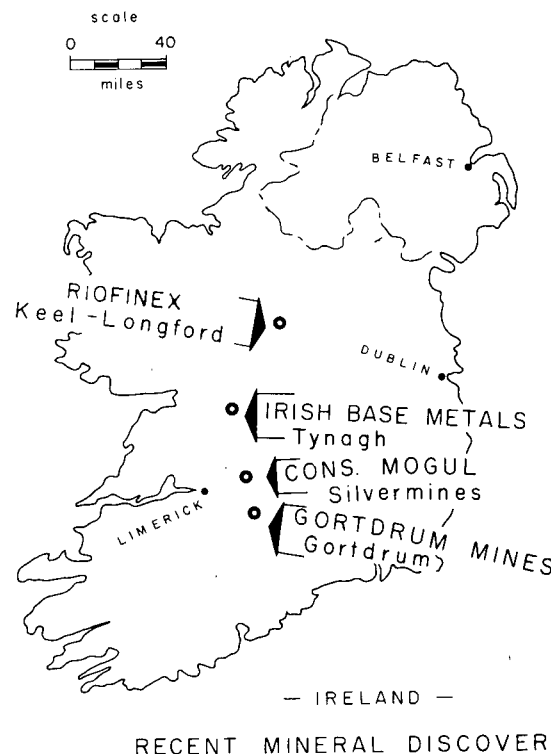 scale
0 40
miles
BELFAST
RIOFINEX
Keel - Longford
DUBLIN
IRISH BASE METALS
Tynagh
CONS. MOGUL
Silvermines
LIMERICK
GORTDRUM MINES
Gortdrum
— IRELAND —
RECENT MINERAL DISCOVER